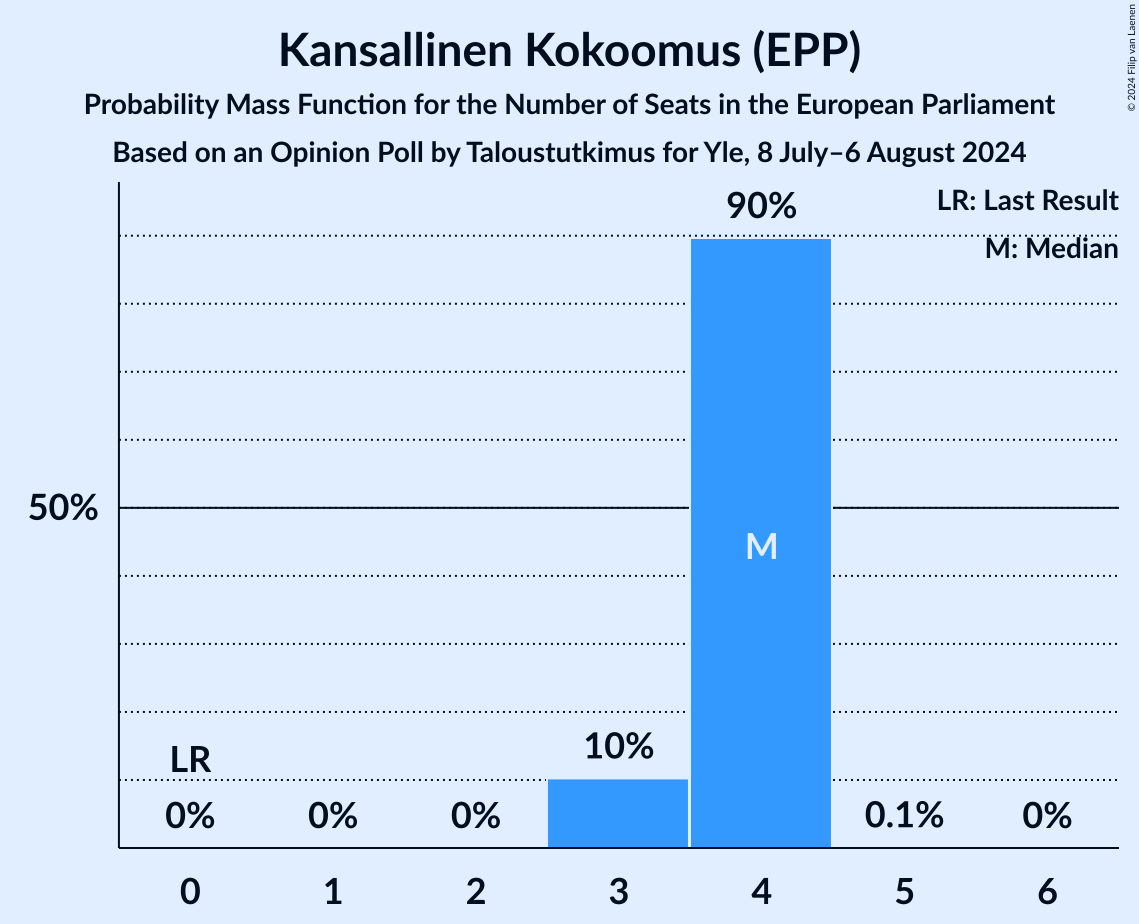 Kansallinen Kokoomus (EPP)
Probability Mass Function for the Number of Seats in the European Parliament
Based on an Opinion Poll by Taloustutkimus for Yle, 8 July–6 August 2024
© 2024 Filip van Laenen
LR: Last Result
M: Median
90%
50%
M
LR
10%
0% 0% 0% 0.1% 0%
0 1 2 3 4 5 6